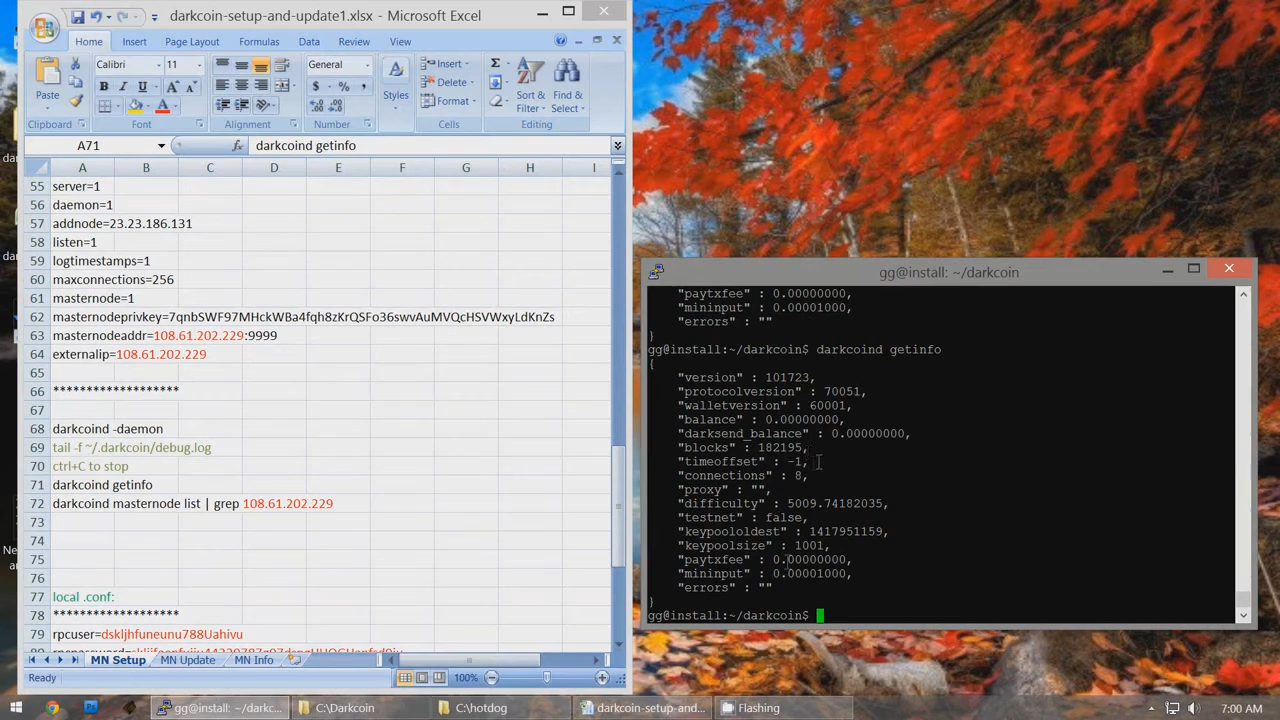 darkcoin-setup-and-update1.xlsx - Microsoft Excel
Home Insert Page Layout Formulas Data Review View
Paste
Clipboard
Calibri 11
B I U
Font
Alignment
General
$ % ,
Number
Styles
Insert
Delete
Format
Cells
Sort & Filter
Find & Select
Editing
A71 fx darkcoind getinfo
A B C D E F G H I
55 server=1
56 daemon=1
57 addnode=23.23.186.131
58 listen=1
59 logtimestamps=1
60 maxconnections=256
61 masternode=1
62 masternodeprivkey=7qnbSWF97MHckWBa4fqh8zKrQSFo36swvAuMVQcHSVWxyLdKnZs
63 masternodeaddr=108.61.202.229:9999
64 externalip=108.61.202.229
65
66 *******************
67
68 darkcoind -daemon
69 tail -f ~/.darkcoin/debug.log
70 ctrl+C to stop
71 darkcoind getinfo
72 darkcoind masternode list | grep 108.61.202.229
73
74
75
76
77 local .conf:
78 *******************
79 rpcuser=dskljhfuneunu788Uahivu
MN Setup MN Update MN Info
Ready 100%
gg@install: ~/darkcoin
"paytxfee" : 0.00000000,
"mininput" : 0.00001000,
"errors" : ""
}
gg@install:~/darkcoin$ darkcoind getinfo
{
"version" : 101723,
"protocolversion" : 70051,
"walletversion" : 60001,
"balance" : 0.00000000,
"darksend_balance" : 0.00000000,
"blocks" : 182195,
"timeoffset" : -1,
"connections" : 8,
"proxy" : "",
"difficulty" : 5009.74182035,
"testnet" : false,
"keypoololdest" : 1417951159,
"keypoolsize" : 1001,
"paytxfee" : 0.00000000,
"mininput" : 0.00001000,
"errors" : ""
}
gg@install:~/darkcoin$
gg@install: ~/darkc... C:\Darkcoin C:\hotdog darkcoin-setup-and-... Flashing 7:00 AM